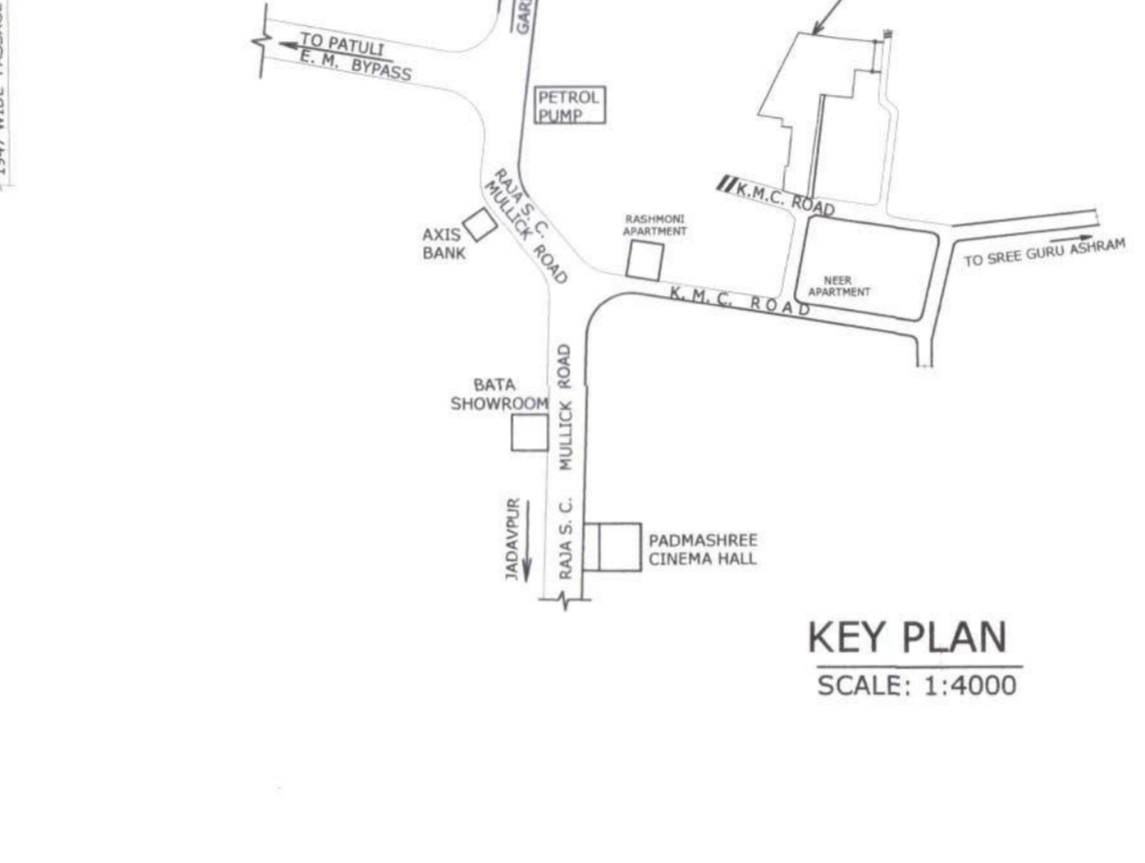 TO PATULI
E. M. BYPASS
PETROL
PUMP
RAJA S. C.
MULLICK ROAD
K.M.C. ROAD
RASHMONI
APARTMENT
AXIS
BANK
TO SREE GURU ASHRAM
NEER
APARTMENT
K. M. C. ROAD
BATA
SHOWROOM
RAJA S. C. MULLICK ROAD
JADAVPUR
PADMASHREE
CINEMA HALL
KEY PLAN
SCALE: 1:4000